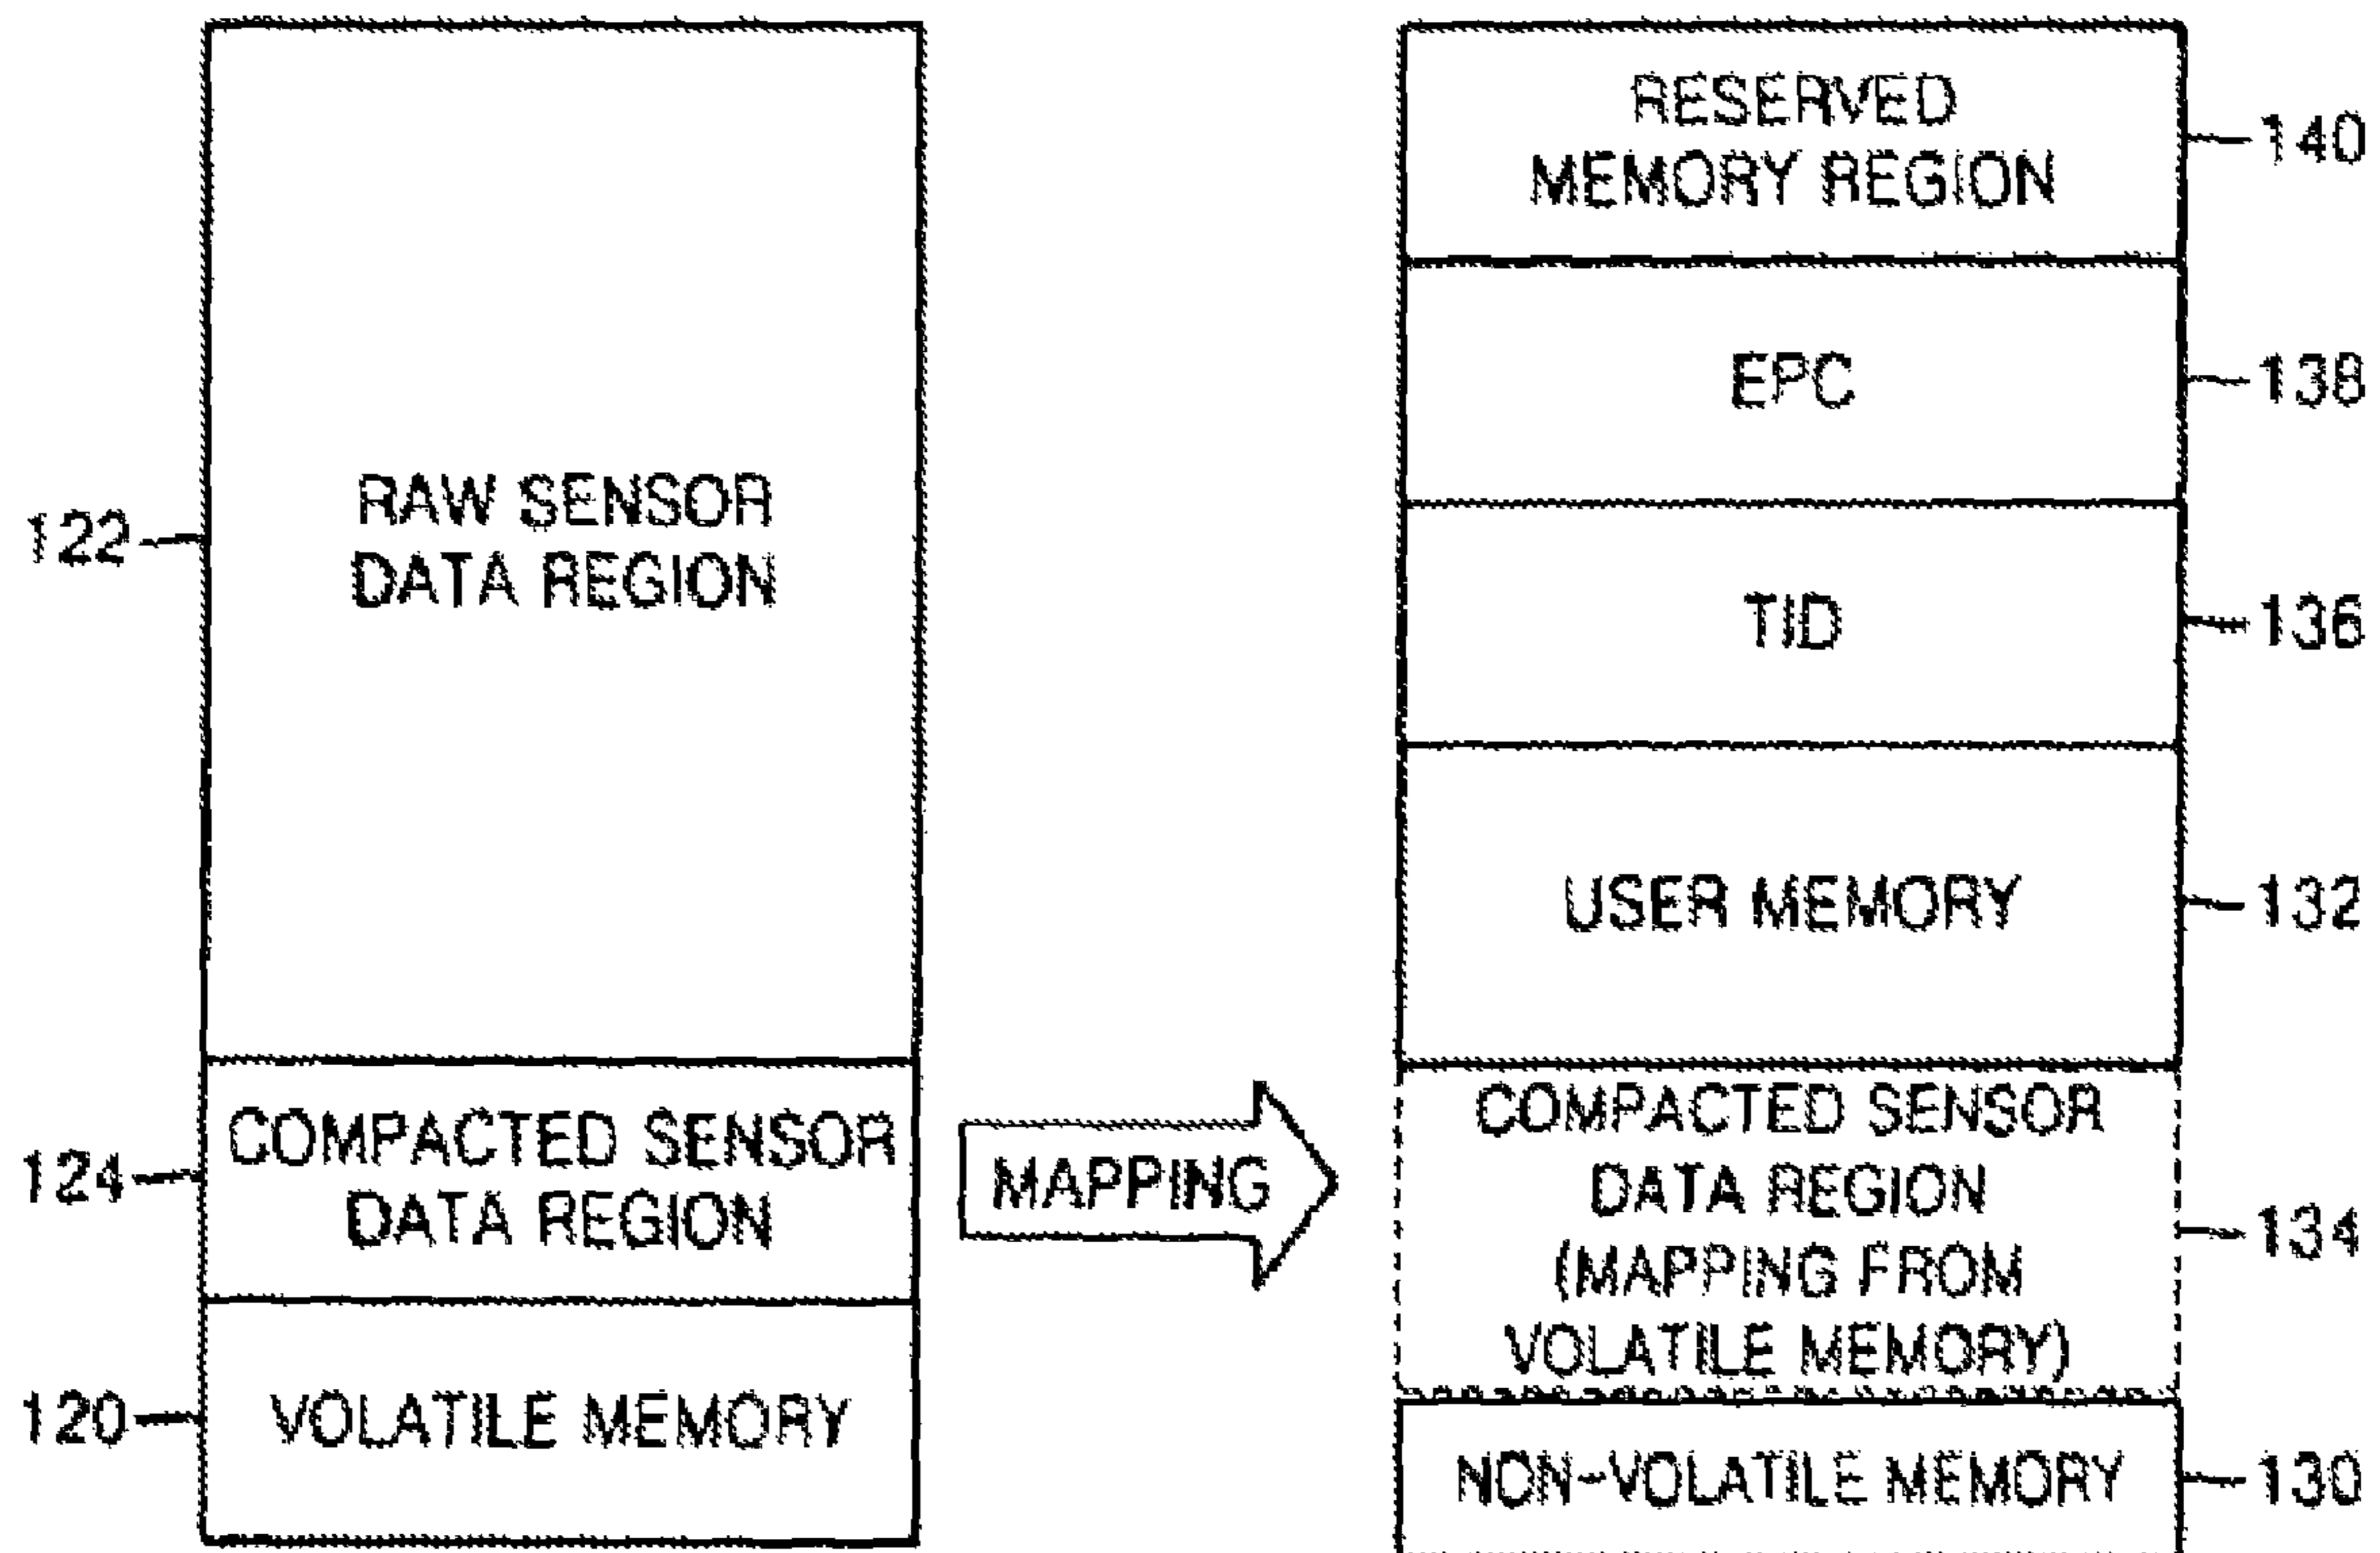 122
RAW SENSOR
DATA REGION
124
COMPACTED SENSOR
DATA REGION
120
VOLATILE MEMORY
MAPPING
RESERVED
MEMORY REGION
140
EPC
138
TID
136
USER MEMORY
132
COMPACTED SENSOR
DATA REGION
(MAPPING FROM
VOLATILE MEMORY)
134
NON-VOLATILE MEMORY
130